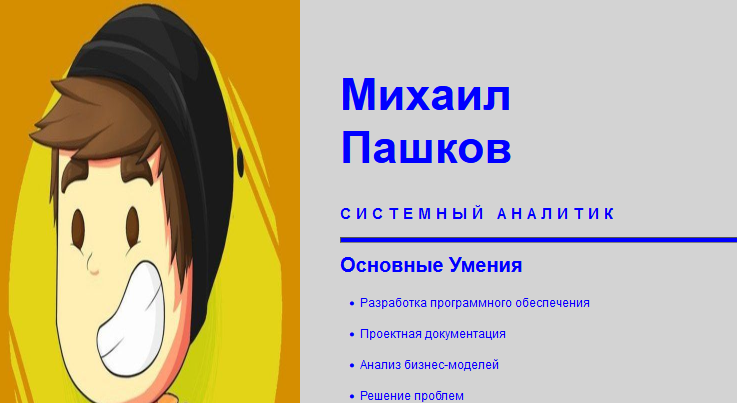 Михаил
Пашков
СИСТЕМНЫЙ АНАЛИТИК
Основные Умения
• Разработка программного обеспечения
• Проектная документация
• Анализ бизнес-моделей
• Решение проблем